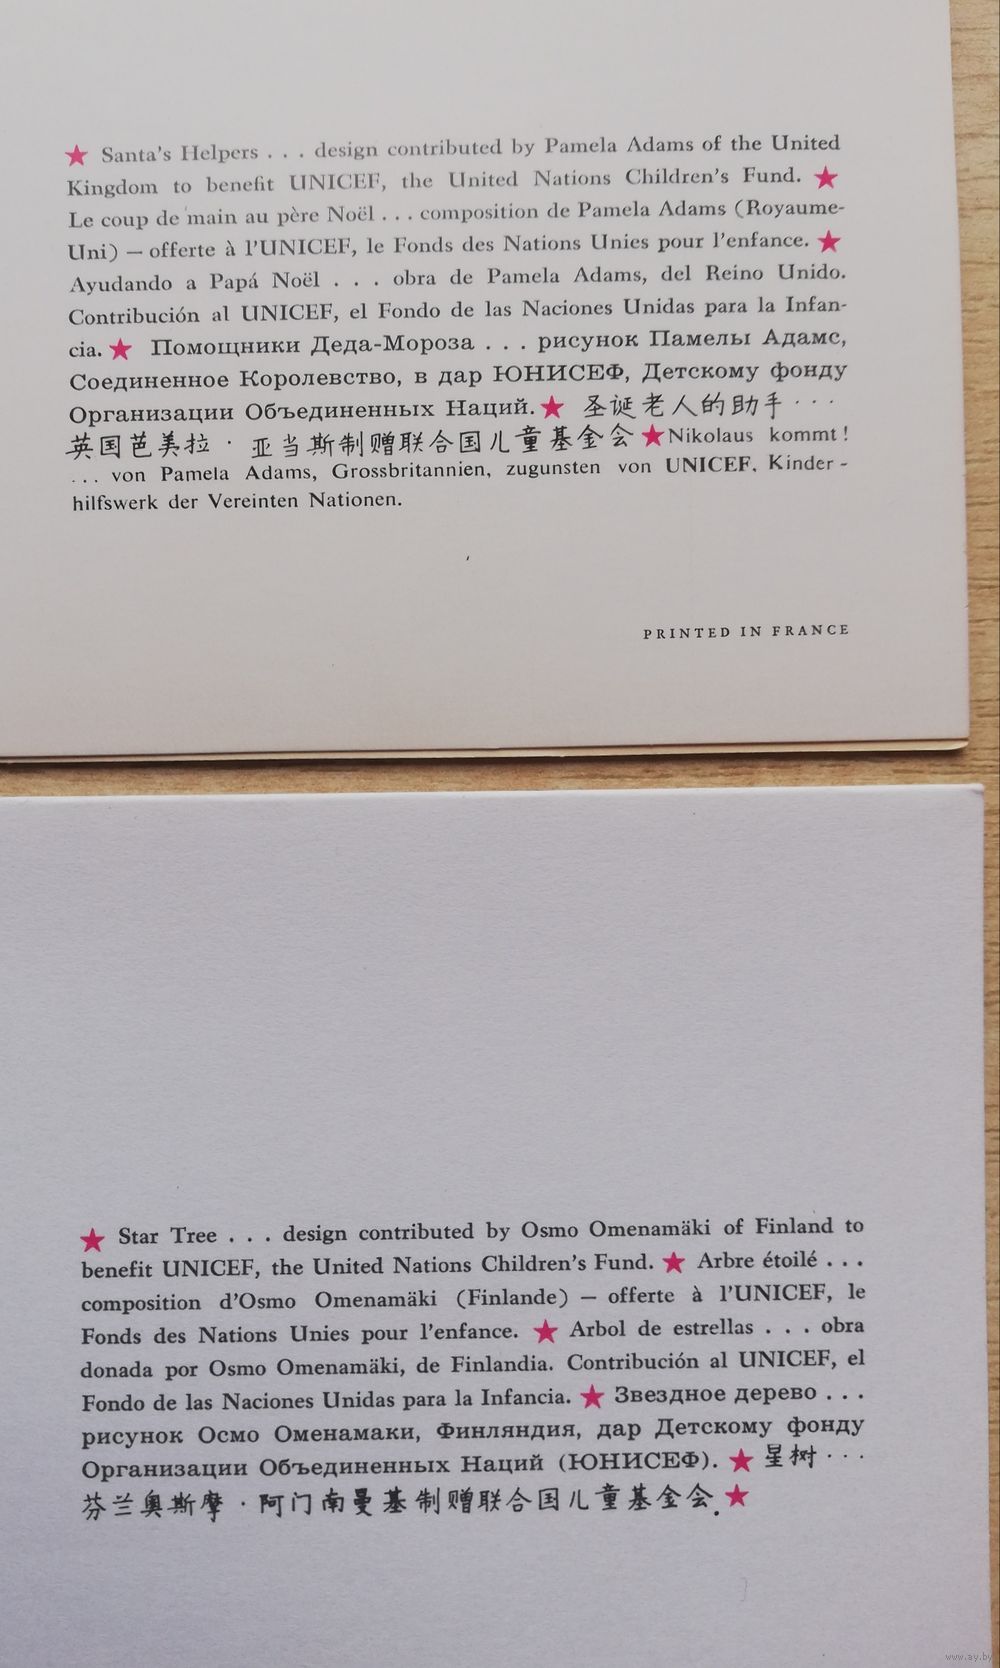 ★ Santa's Helpers . . . design contributed by Pamela Adams of the United
Kingdom to benefit UNICEF, the United Nations Children's Fund. ★
Le coup de main au père Noël . . . composition de Pamela Adams (Royaume-
Uni) — offerte à l'UNICEF, le Fonds des Nations Unies pour l'enfance. ★
Ayudando a Papá Noël . . . obra de Pamela Adams, del Reino Unido.
Contribución al UNICEF, el Fondo de las Naciones Unidas para la Infan-
cia. ★ Помощники Деда-Мороза . . . рисунок Памелы Адамс,
Соединенное Королевство, в дар ЮНИСЕФ, Детскому фонду
Организации Объединенных Наций. ★ 圣诞老人的助手 · · ·
英国芭美拉 · 亚当斯制赠联合国儿童基金会 ★ Nikolaus kommt !
. . . von Pamela Adams, Grossbritannien, zugunsten von UNICEF, Kinder -
hilfswerk der Vereinten Nationen.
PRINTED IN FRANCE
★ Star Tree . . . design contributed by Osmo Omenamäki of Finland to
benefit UNICEF, the United Nations Children's Fund. ★ Arbre étoilé . . .
composition d'Osmo Omenamäki (Finlande) — offerte à l'UNICEF, le
Fonds des Nations Unies pour l'enfance. ★ Arbol de estrellas . . . obra
donada por Osmo Omenamäki, de Finlandia. Contribución al UNICEF, el
Fondo de las Naciones Unidas para la Infancia. ★ Звездное дерево . . .
рисунок Осмо Оменамаки, Финляндия, дар Детскому фонду
Организации Объединенных Наций (ЮНИСЕФ). ★ 星树 · · ·
芬兰奥斯摩 · 阿门南曼基制赠联合国儿童基金会. ★
www.ay.by